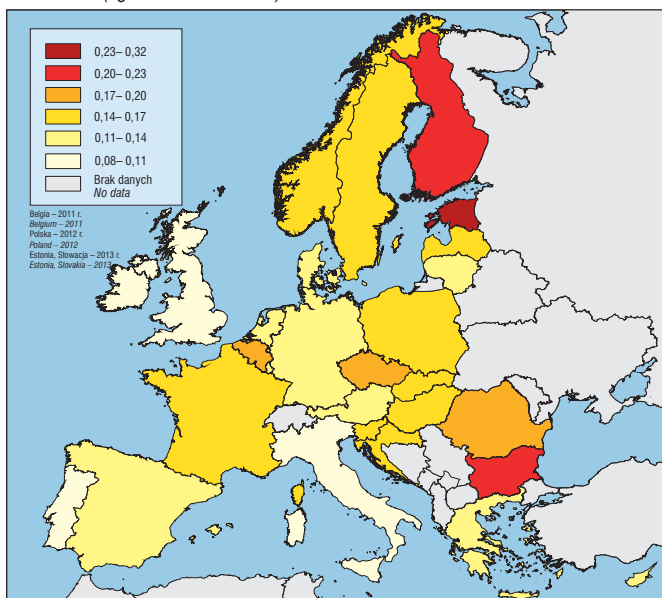 0,23– 0,32
0,20– 0,23
0,17– 0,20
0,14– 0,17
0,11– 0,14
0,08– 0,11
Brak danych
No data
Belgia – 2011 r.
Belgium – 2011
Polska – 2012 r.
Poland – 2012
Estonia, Słowacja – 2013 r.
Estonia, Slovakia – 2013